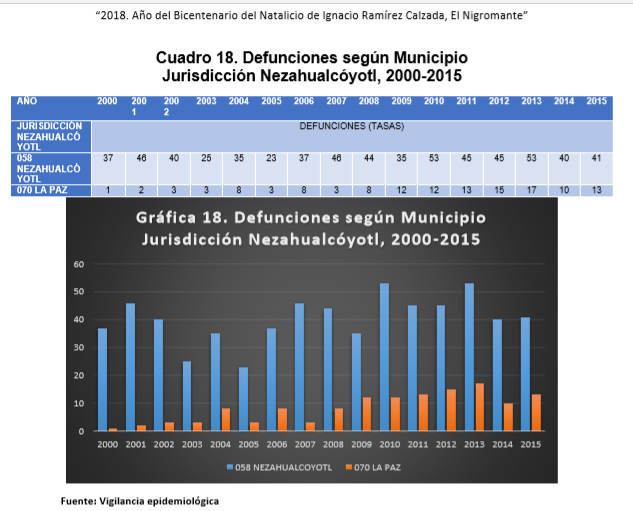 “2018. Año del Bicentenario del Natalicio de Ignacio Ramírez Calzada, El Nigromante”
Cuadro 18. Defunciones según Municipio
Jurisdicción Nezahualcóyotl, 2000-2015
AÑO 2000 200 200 2003 2004 2005 2006 2007 2008 2009 2010 2011 2012 2013 2014 2015
1 2
JURISDICCIÓN
NEZAHUALCÓ
YOTL
DEFUNCIONES (TASAS)
058
NEZAHUALCÓ
YOTL
37 46 40 25 35 23 37 46 44 35 53 45 45 53 40 41
070 LA PAZ 1 2 3 3 8 3 8 3 8 12 12 13 15 17 10 13
Gráfica 18. Defunciones según Municipio
Jurisdicción Nezahualcóyotl, 2000-2015
60
50
40
30
20
10
0
2000 2001 2002 2003 2004 2005 2006 2007 2008 2009 2010 2011 2012 2013 2014 2015
058 NEZAHUALCOYOTL 070 LA PAZ
Fuente: Vigilancia epidemiológica